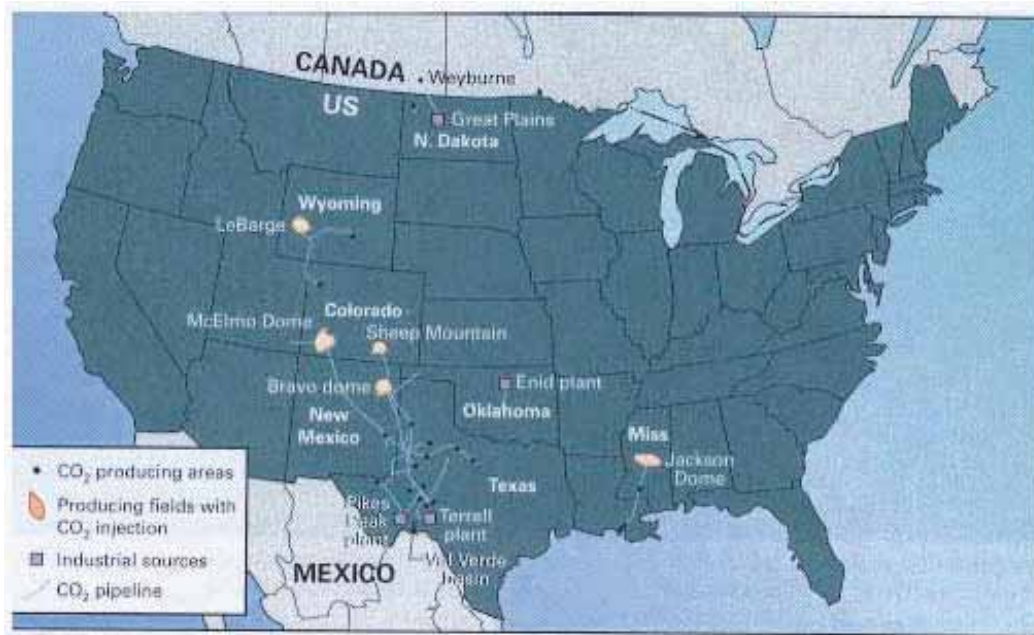 CANADA
Weyburne
US
Great Plains
N. Dakota
Wyoming
LeBarge
Colorado
McElmo Dome
Sheep Mountain
Bravo dome
Enid plant
Oklahoma
New
Mexico
Miss
Jackson
Dome
Texas
Pikes
Peak
plant
Terrell
plant
Val Verde
basin
MEXICO
CO₂ producing areas
Producing fields with
CO₂ injection
Industrial sources
CO₂ pipeline